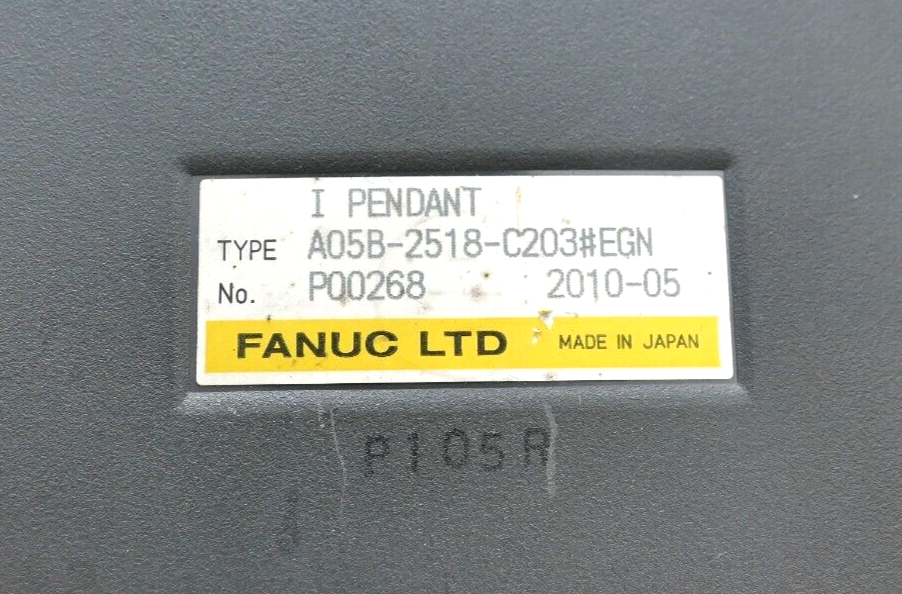 I PENDANT
TYPE A05B-2518-C203#EGN
No. P00268 2010-05
FANUC LTD MADE IN JAPAN
P105R